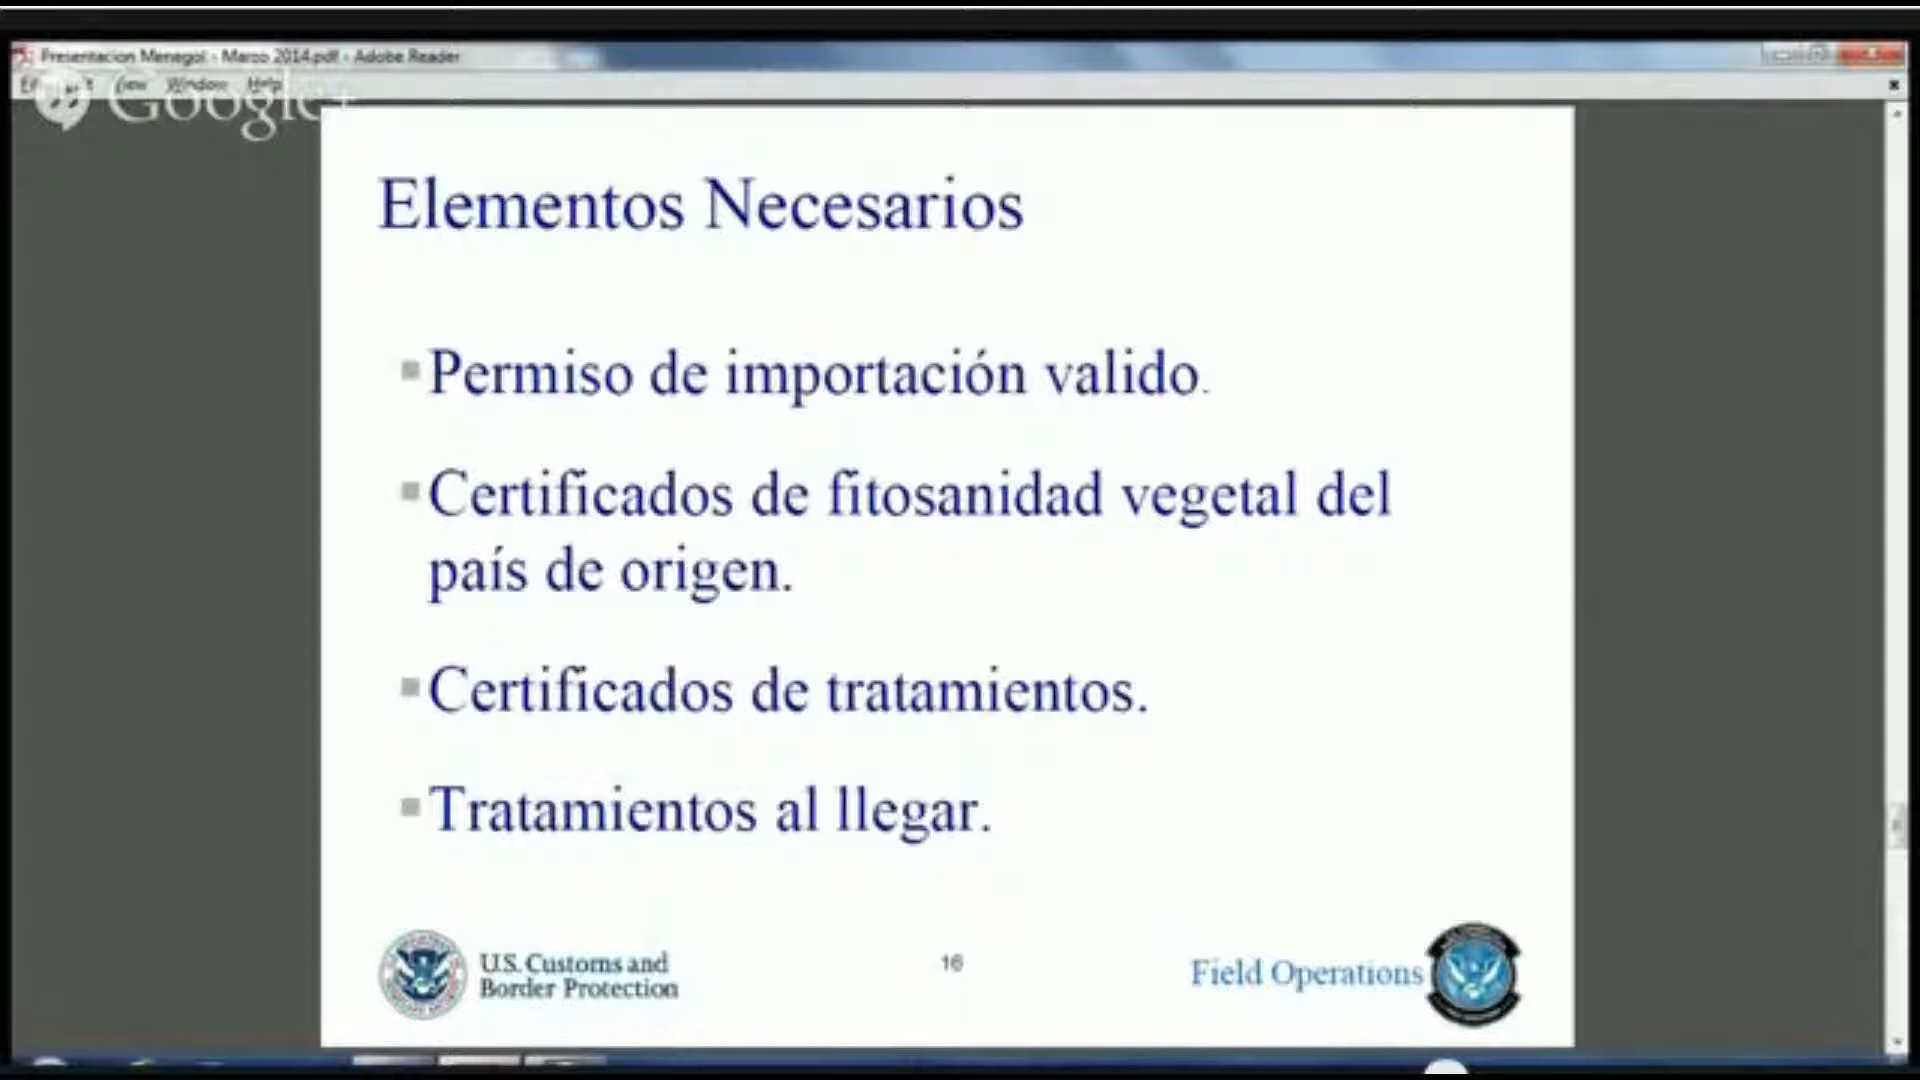 Presentacion Menegol - Marzo 2014.pdf - Adobe Reader
View Window Help
Google+
Elementos Necesarios
Permiso de importación valido.
Certificados de fitosanidad vegetal del
país de origen.
Certificados de tratamientos.
Tratamientos al llegar.
U.S. Customs and
Border Protection
16
Field Operations